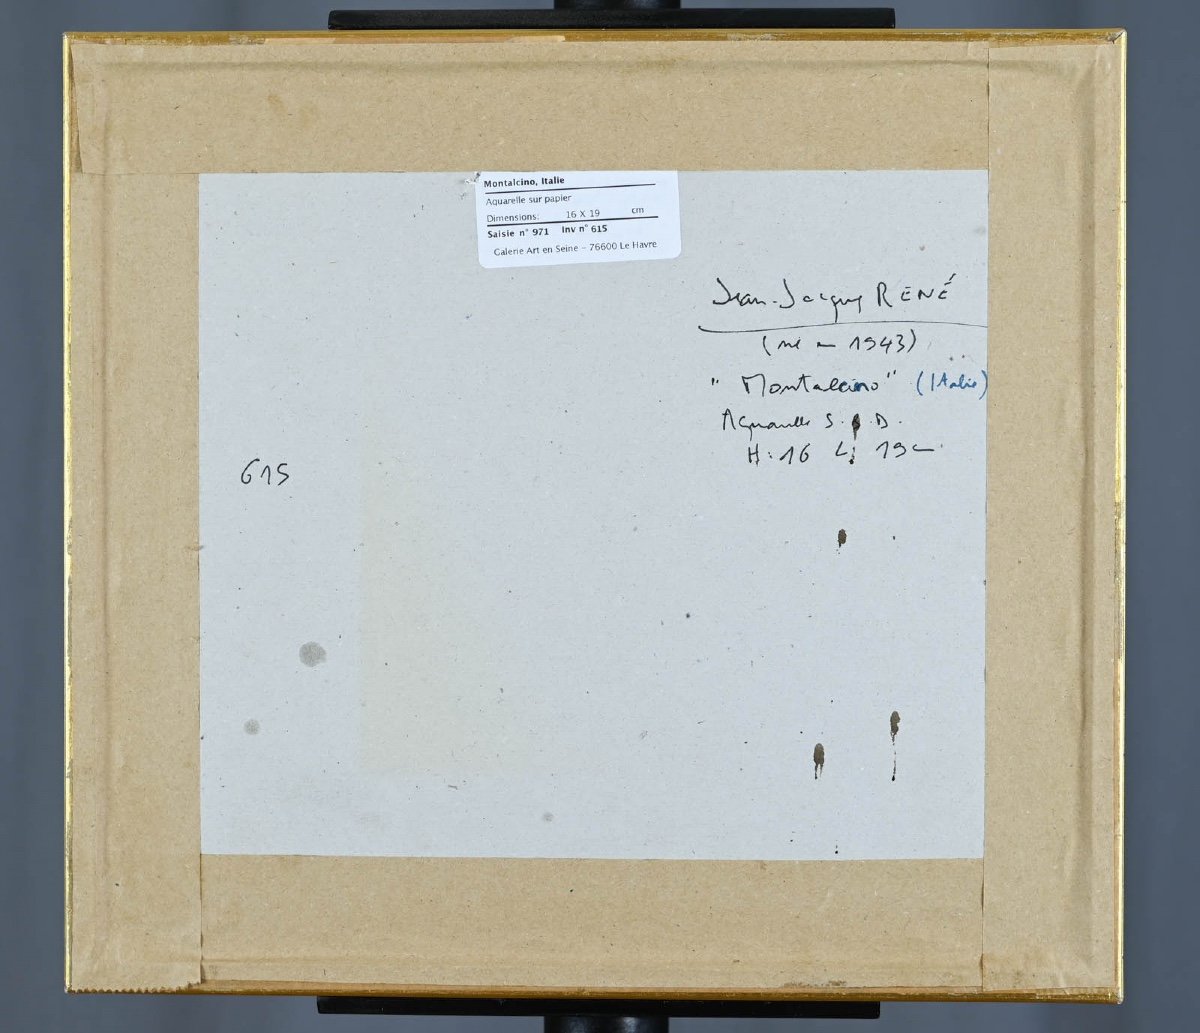 Montalcino, Italie
Aquarelle sur papier
Dimensions: 16 X 19 cm
Saisie n° 971 Inv n° 615
Galerie Art en Seine - 76600 Le Havre
Jean-Jacques RENÉ
(né en 1943)
"Montalcino" (Italie)
Aquarelle S. D.
H: 16 L: 19
615